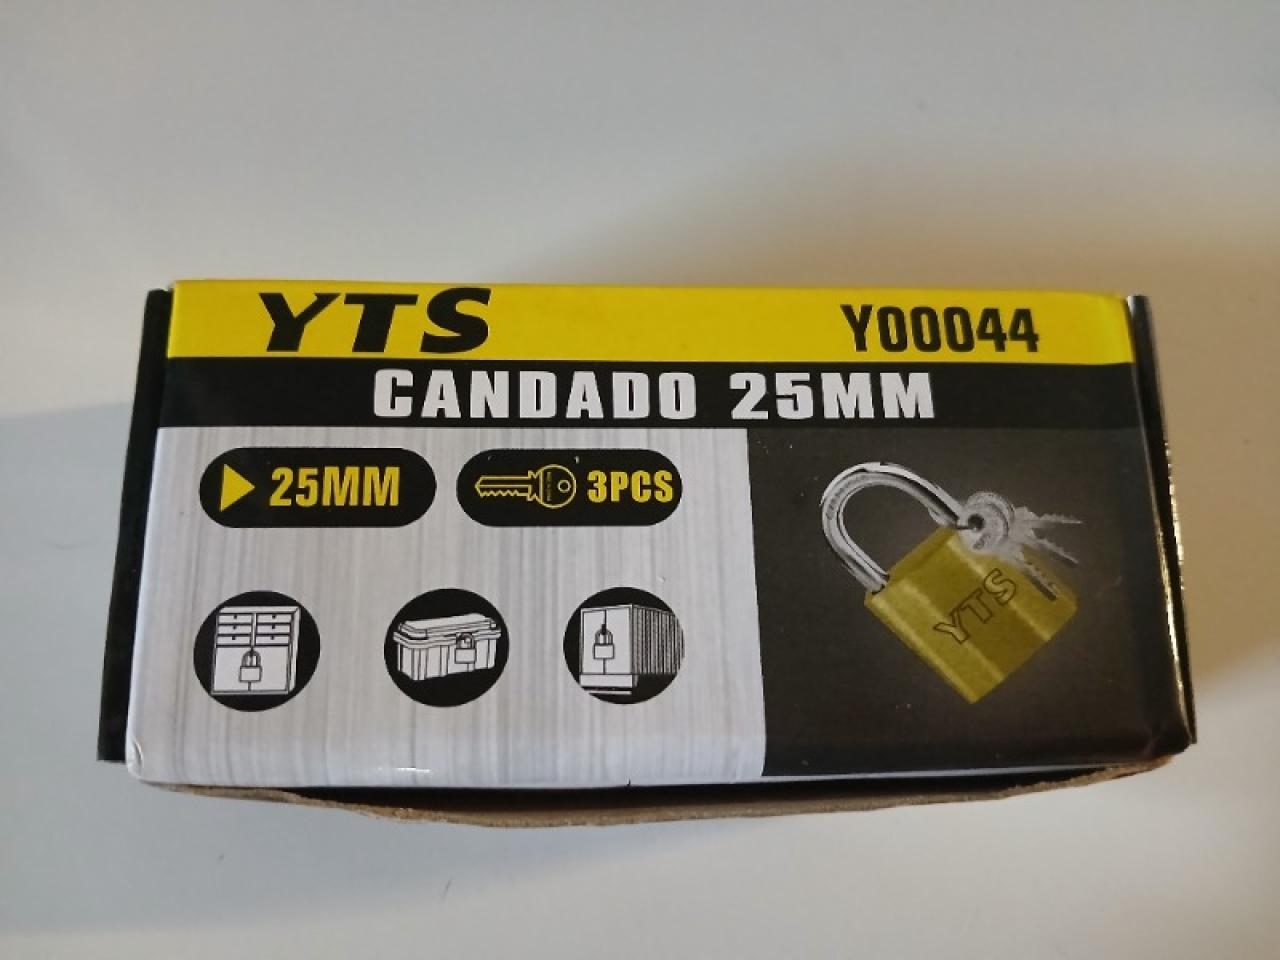 YTS
Y00044
CANDADO 25MM
25MM
3PCS
YTS